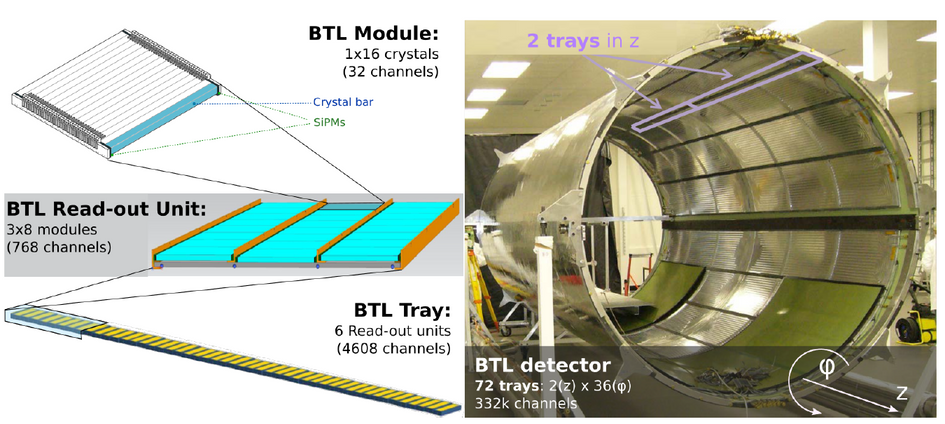 BTL Module:
1x16 crystals
(32 channels)
Crystal bar
SiPMs
BTL Read-out Unit:
3x8 modules
(768 channels)
BTL Tray:
6 Read-out units
(4608 channels)
2 trays in z
BTL detector
72 trays: 2(z) x 36(φ)
332k channels
φ
z